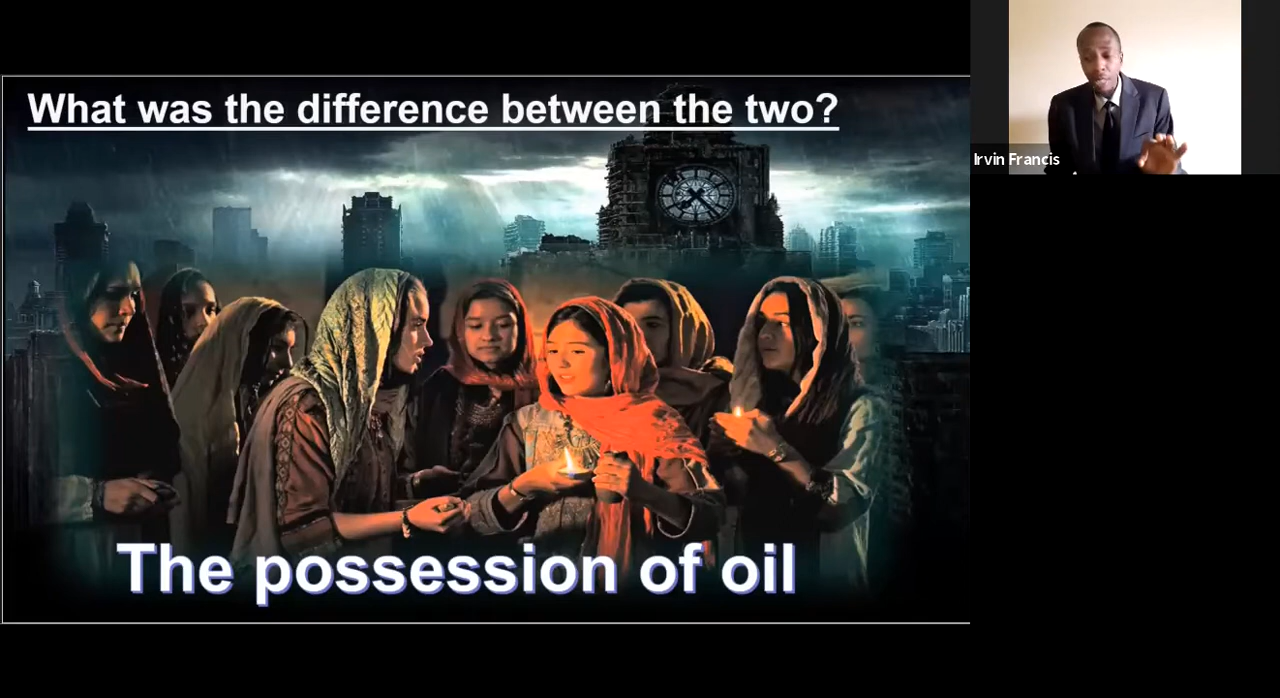 What was the difference between the two?
Irvin Francis
The possession of oil